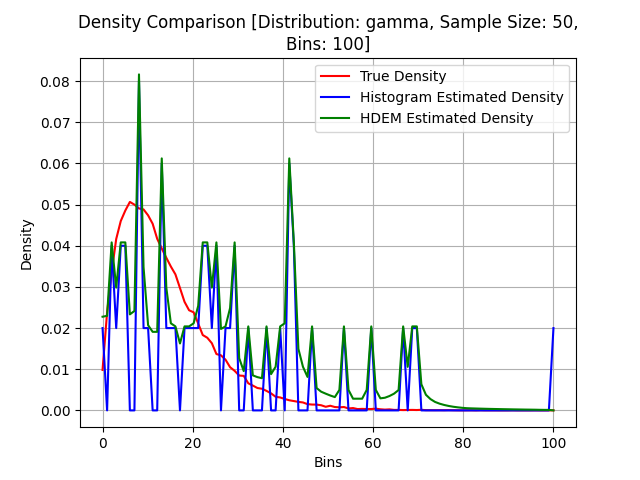 Density Comparison [Distribution: gamma, Sample Size: 50,
Bins: 100]
True Density
Histogram Estimated Density
HDEM Estimated Density
Density
0.08
0.07
0.06
0.05
0.04
0.03
0.02
0.01
0.00
0 20 40 60 80 100
Bins